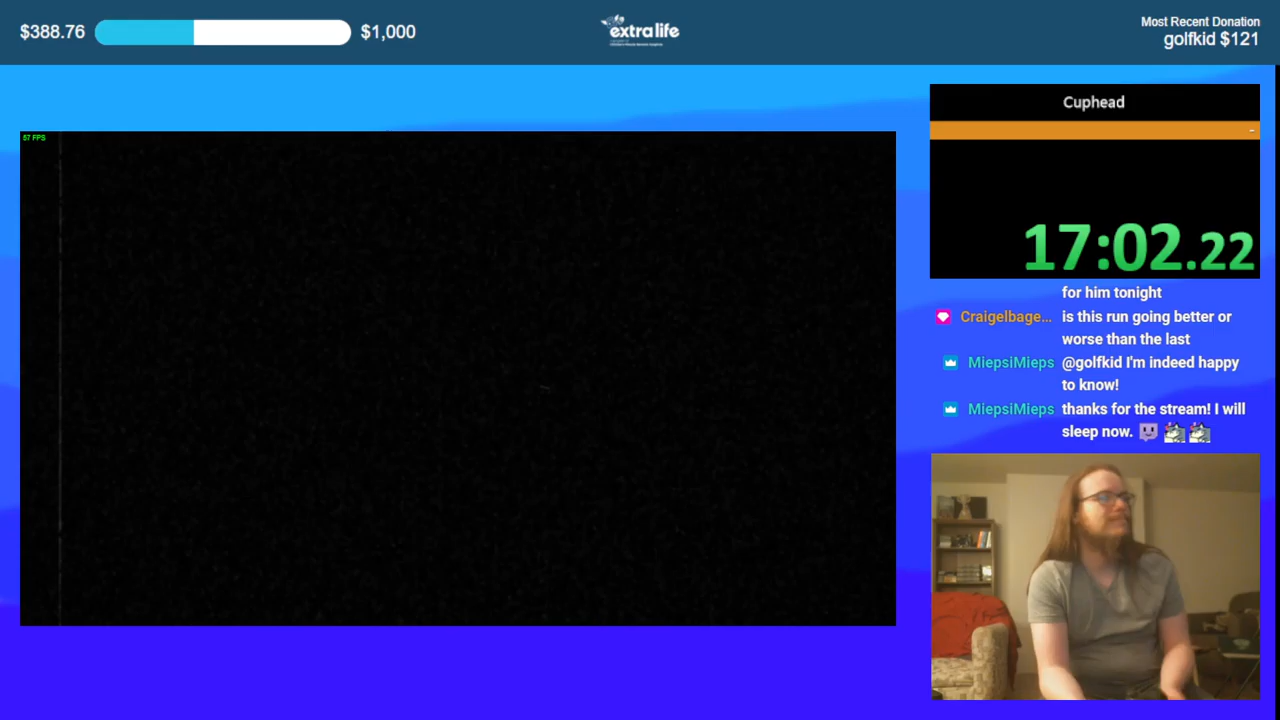 $388.76
$1,000
extralife
Most Recent Donation
golfkid $121
57 FPS
Cuphead
-
17:02.22
for him tonight
Craigelbage... is this run going better or
worse than the last
MiepsiMieps @golfkid I'm indeed happy
to know!
MiepsiMieps thanks for the stream! I will
sleep now.